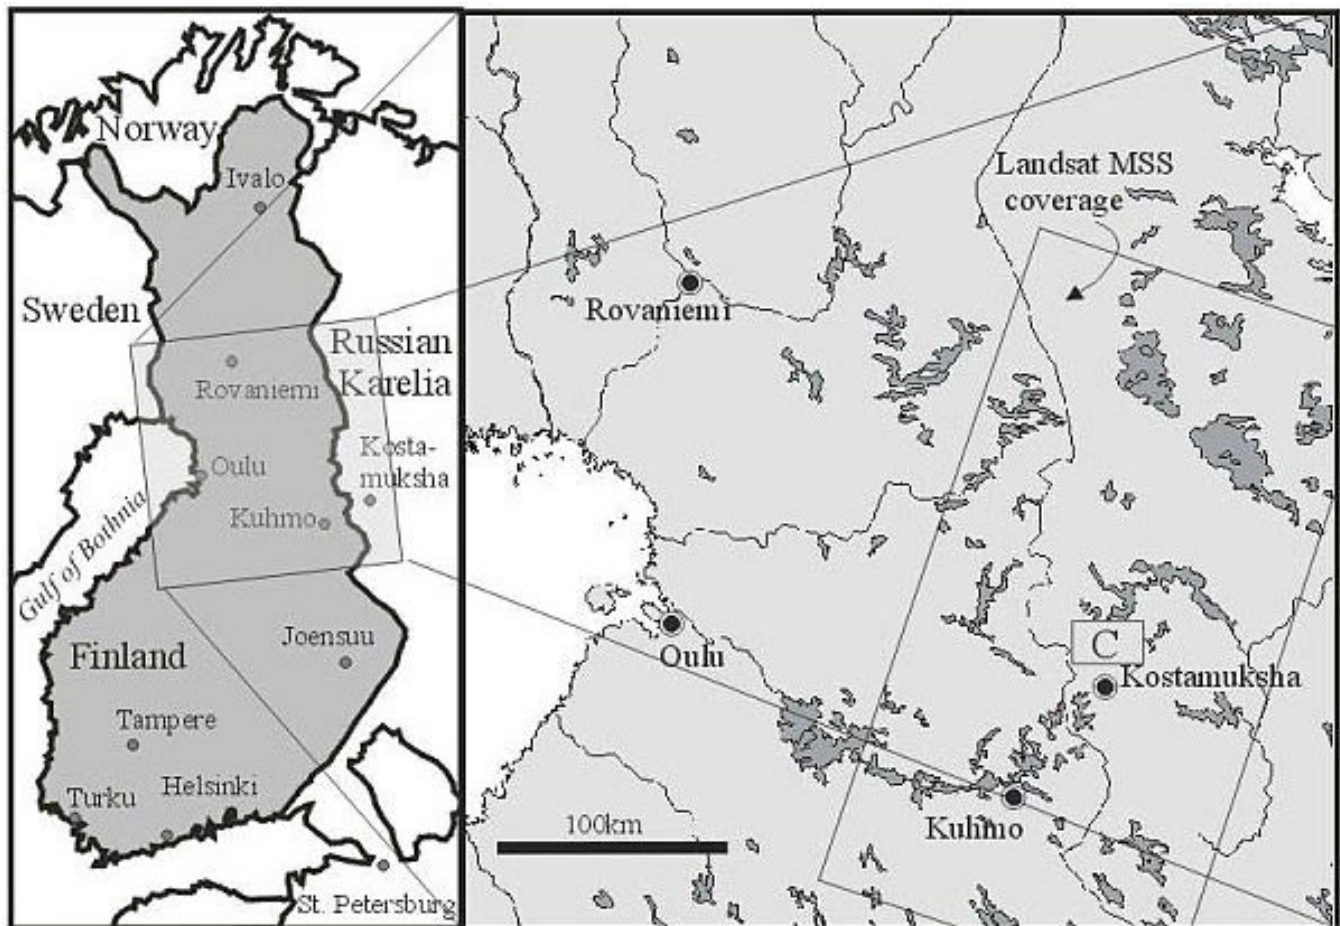 Norway
Ivalo
Sweden
Russian
Karelia
Rovaniemi
Kosta-
muksha
Oulu
Kuhmo
Gulf of Bothnia
Joensuu
Finland
Tampere
Helsinki
Turku
St. Petersburg
Landsat MSS
coverage
Rovaniemi
C
Oulu
Kostamuksha
100km
Kuhmo